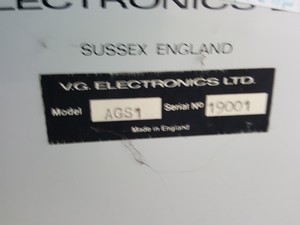 ELECTRONICS
SUSSEX ENGLAND
V.G. ELECTRONICS LTD.
Model AGS1 Serial No 19001
Made in England